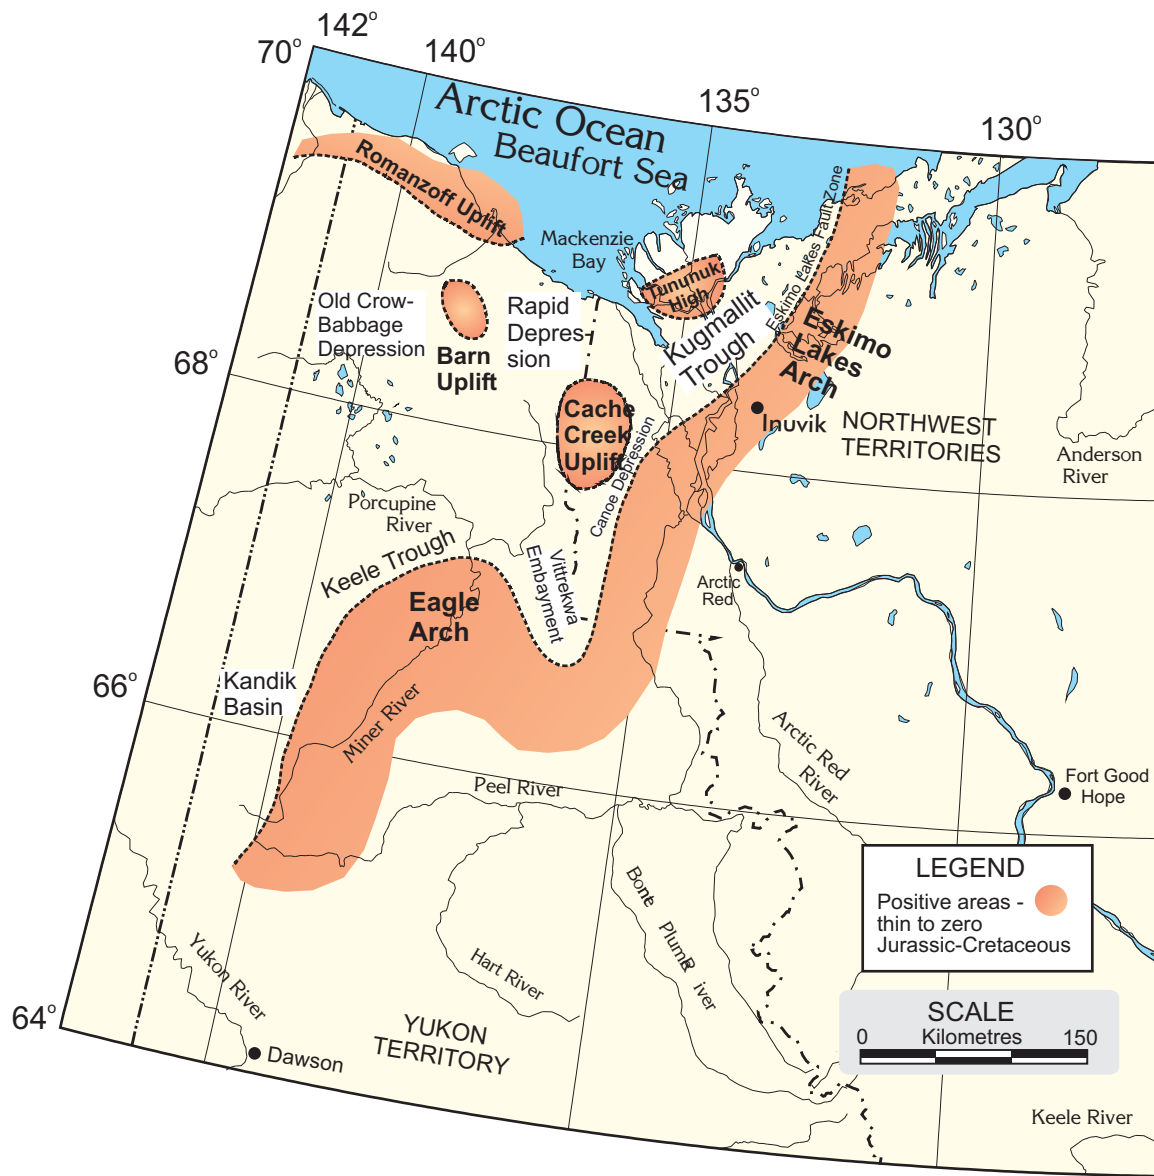 142°
140°
70°
135°
130°
Arctic Ocean
Beaufort Sea
Romanzoff Uplift
Mackenzie
Bay
Eskimo Lakes Fault Zone
Tununuk
High
Old Crow-
Babbage
Depression
Rapid
Depres-
sion
Barn
Uplift
Kugmallit
Trough
Eskimo
Lakes
Arch
68°
Cache
Creek
Uplift
Inuvik
NORTHWEST
TERRITORIES
Anderson
River
Canoe Depression
Porcupine
River
Keele Trough
Vittrekwa
Embayment
Arctic
Red
Eagle
Arch
66°
Kandik
Basin
Miner River
Arctic Red
River
Peel River
Fort Good
Hope
LEGEND
Positive areas -
thin to zero
Jurassic-Cretaceous
Bonnet Plume River
Yukon River
Hart River
64°
YUKON
TERRITORY
Dawson
SCALE
0 Kilometres 150
Keele River